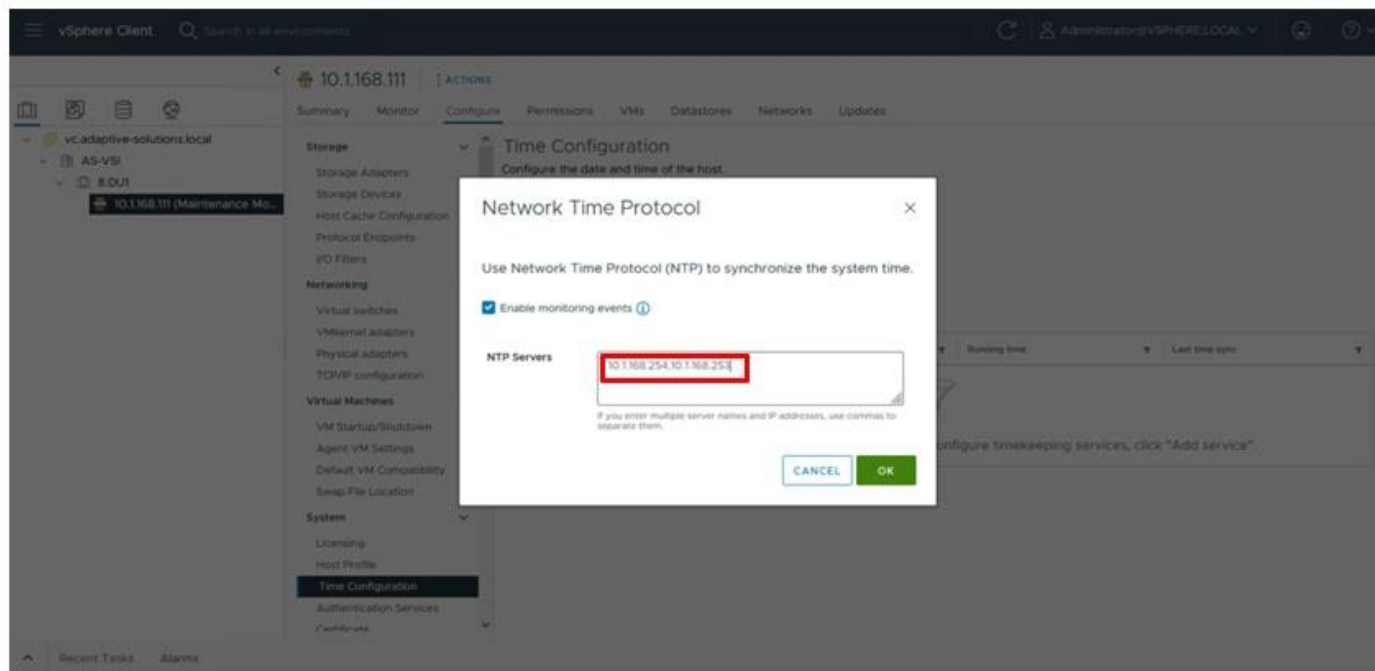 vSphere Client
Search in all environments
Administrator@VSPHERE.LOCAL
10.1.168.111
ACTIONS
Summary Monitor Configure Permissions VMs Datastores Networks Updates
vc.adaptive-solutions.local
AS-VSI
8.0U1
10.1.168.111 (Maintenance Mo...
Storage
Storage Adapters
Storage Devices
Host Cache Configuration
Protocol Endpoints
I/O Filters
Networking
Virtual switches
VMkernel adapters
Physical adapters
TCP/IP configuration
Virtual Machines
VM Startup/Shutdown
Agent VM Settings
Default VM Compatibility
Swap File Location
System
Licensing
Host Profile
Time Configuration
Authentication Services
Certificate
Time Configuration
Configure the date and time of the host.
Network Time Protocol
Use Network Time Protocol (NTP) to synchronize the system time.
Enable monitoring events
NTP Servers
10.1.168.254,10.1.168.253
If you enter multiple server names and IP addresses, use commas to
separate them.
CANCEL OK
Running time
Last time sync
onfigure timekeeping services, click "Add service".
Recent Tasks Alarms